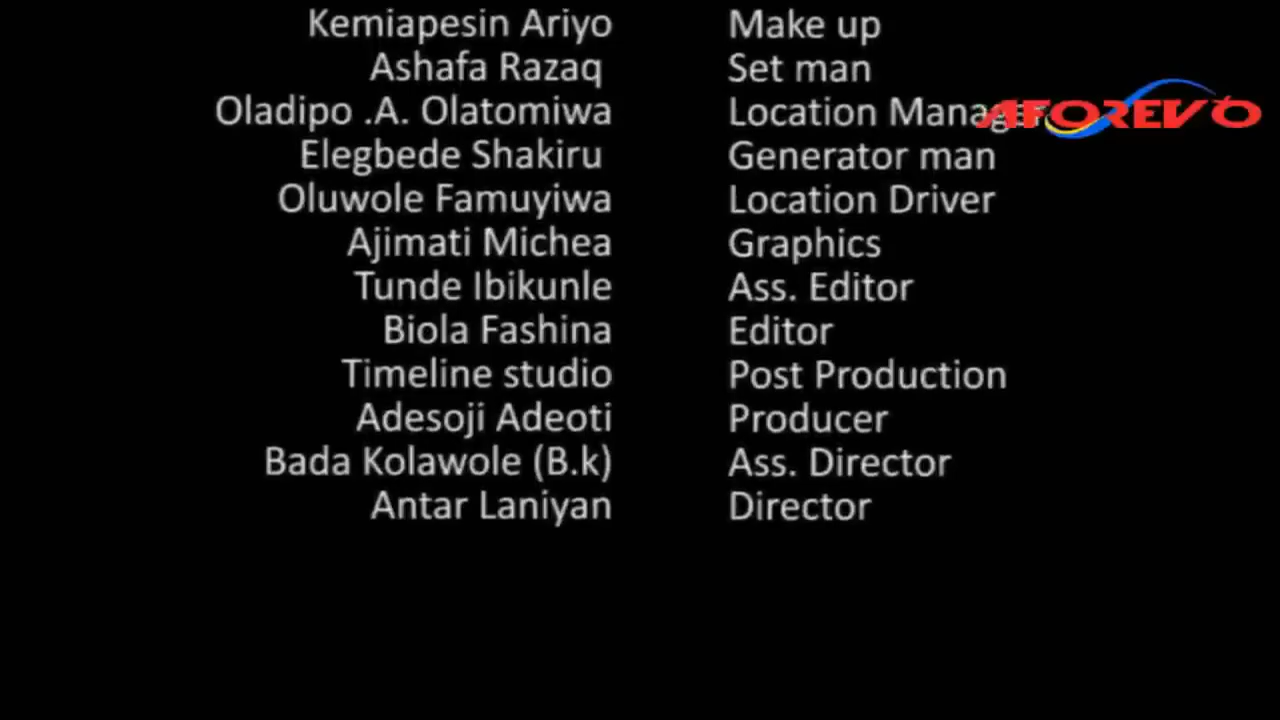 Kemiapesin Ariyo Make up
Ashafa Razaq Set man
Oladipo .A. Olatomiwa Location Manager
Elegbede Shakiru Generator man
Oluwole Famuyiwa Location Driver
Ajimati Michea Graphics
Tunde Ibikunle Ass. Editor
Biola Fashina Editor
Timeline studio Post Production
Adesoji Adeoti Producer
Bada Kolawole (B.k) Ass. Director
Antar Laniyan Director
AFOREVO